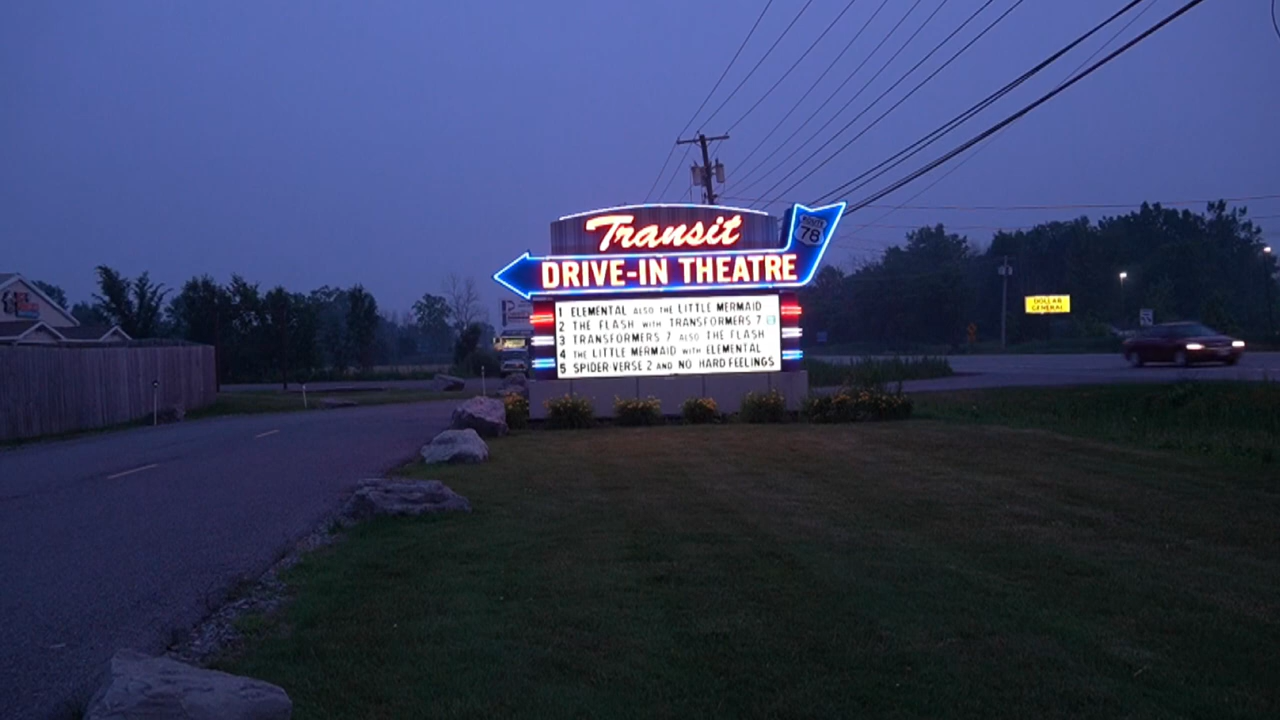 Transit
ROUTE
78
DRIVE-IN THEATRE
1 ELEMENTAL ALSO THE LITTLE MERMAID
2 THE FLASH WITH TRANSFORMERS 7
3 TRANSFORMERS 7 ALSO THE FLASH
4 THE LITTLE MERMAID WITH ELEMENTAL
5 SPIDER-VERSE 2 AND NO HARD FEELINGS
DOLLAR
GENERAL